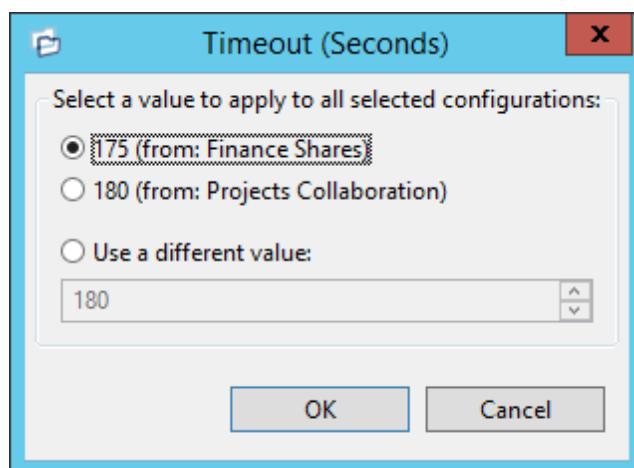 Timeout (Seconds)
x
Select a value to apply to all selected configurations:
175 (from: Finance Shares)
180 (from: Projects Collaboration)
Use a different value:
180
OK
Cancel